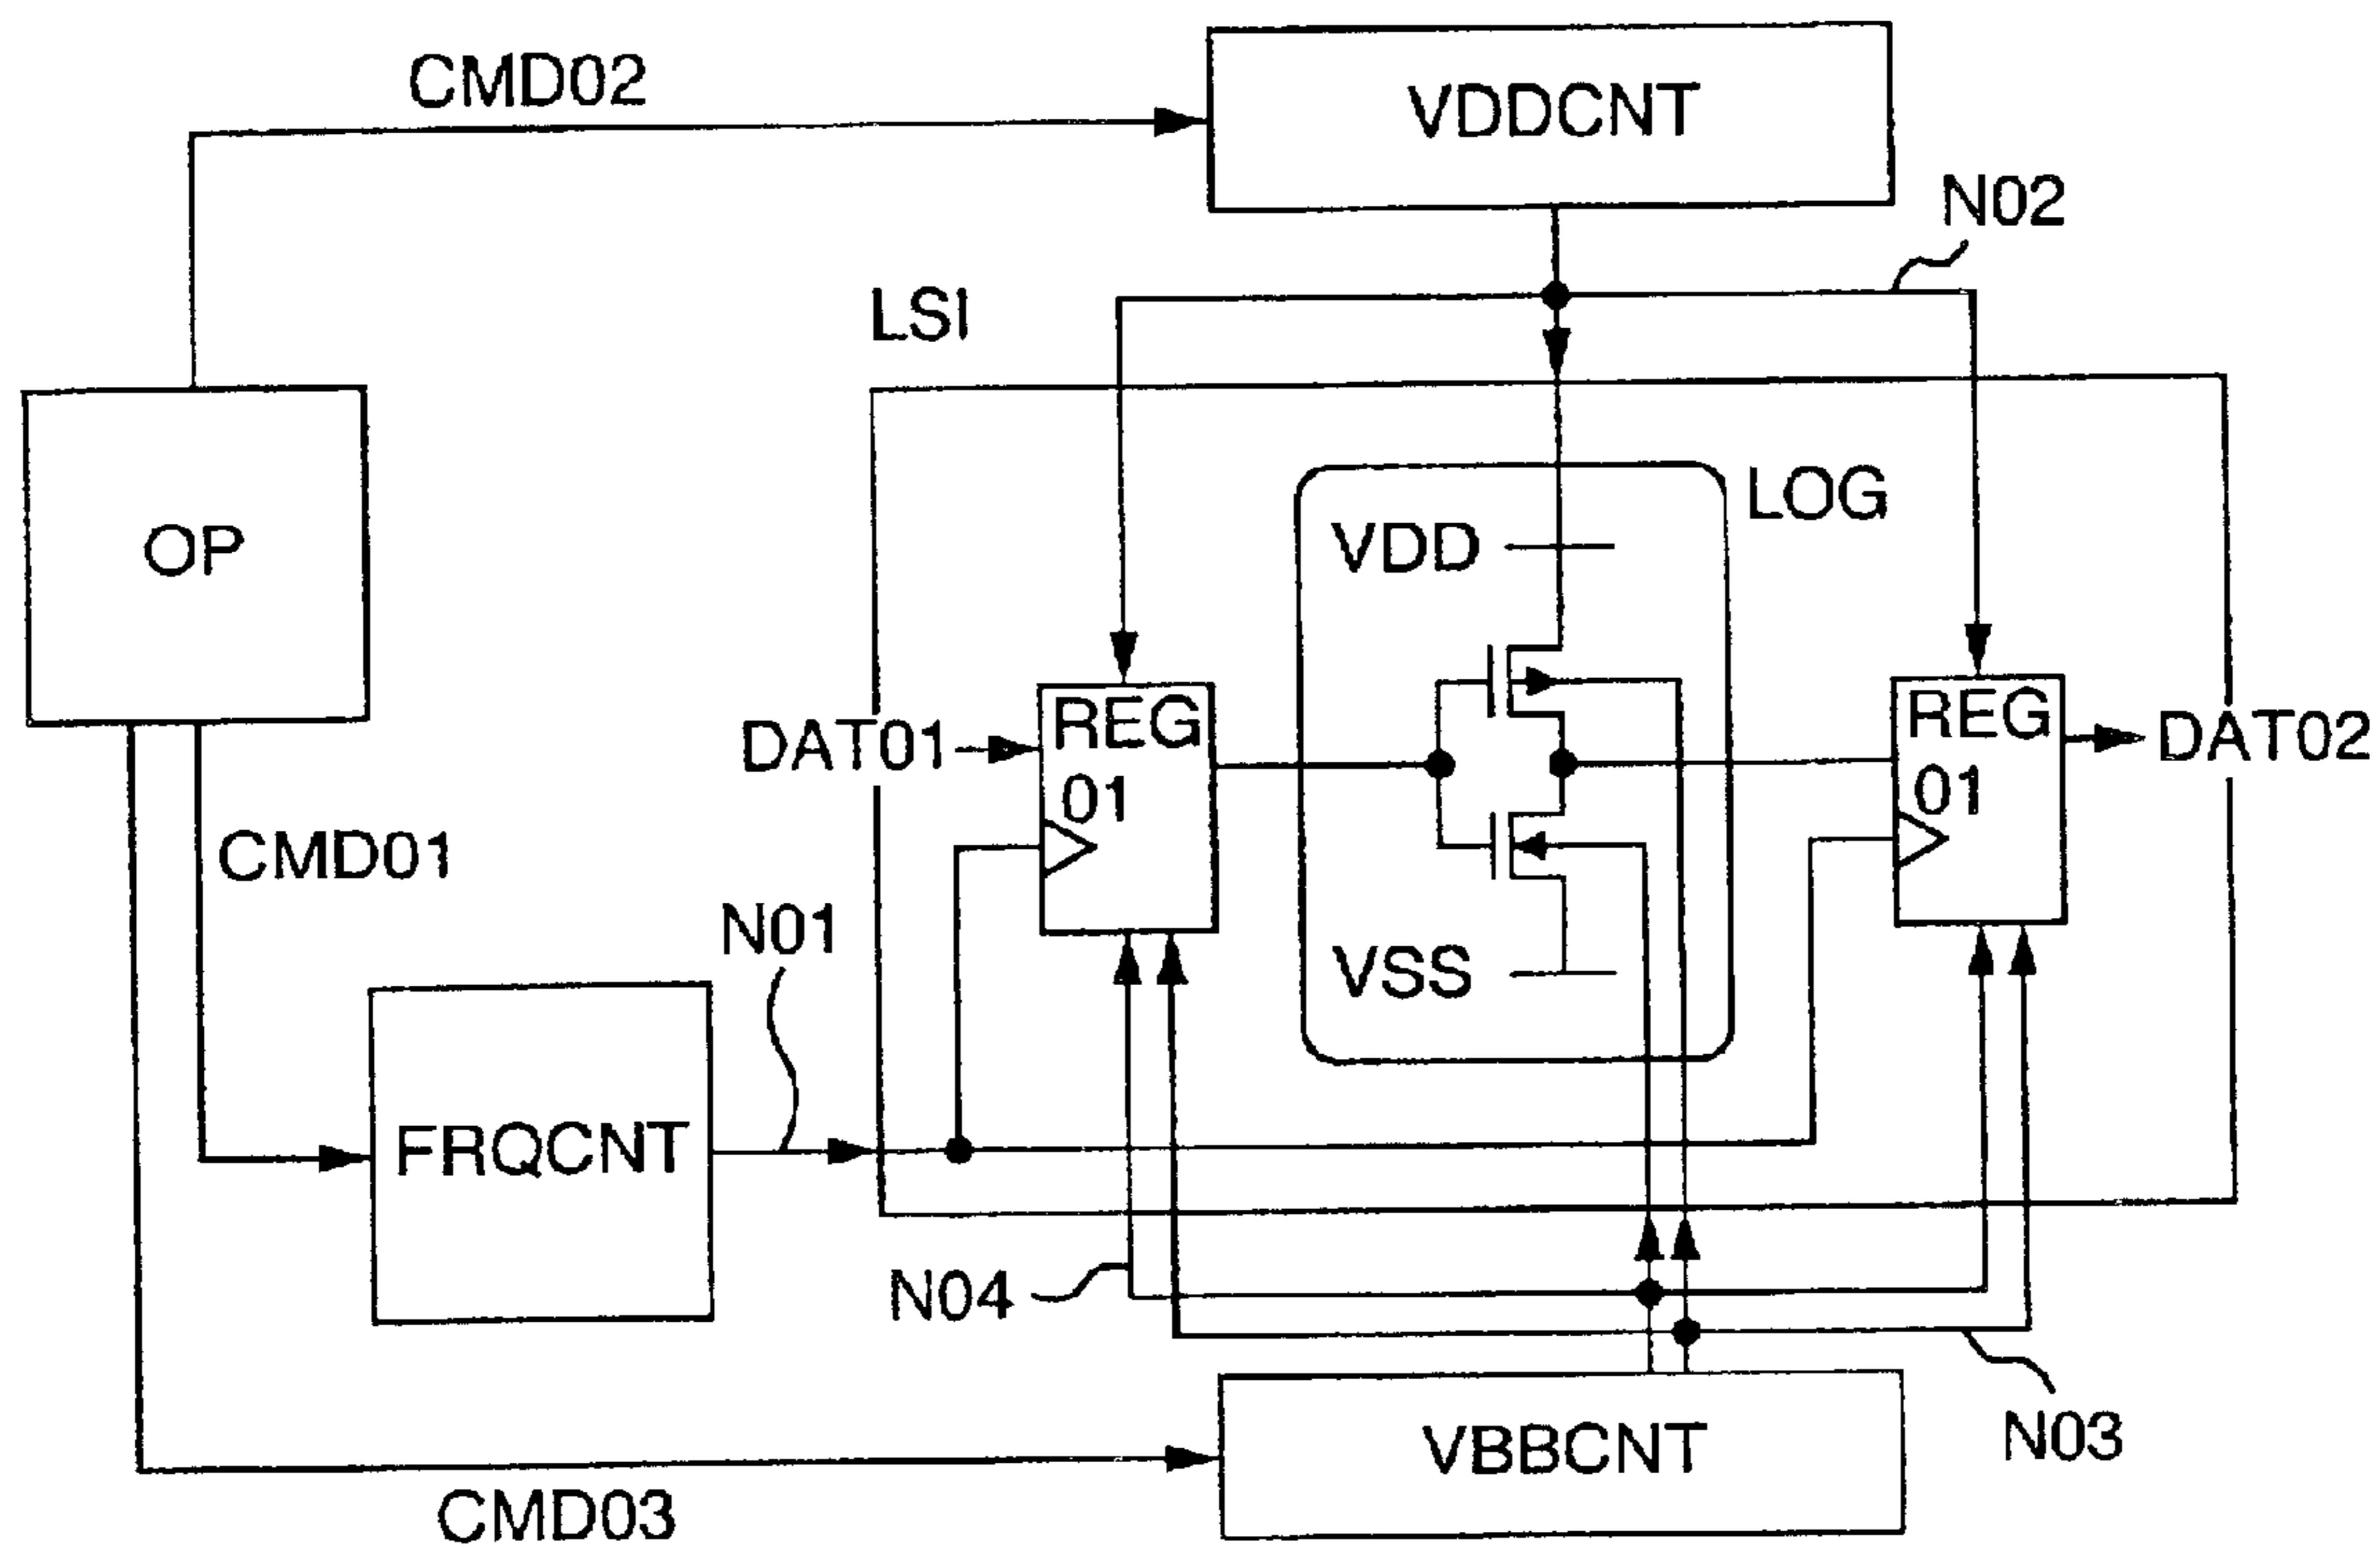 CMD02
VDDCNT
N02
LSI
OP
LOG
VDD
DAT01
REG
01
REG
01
DAT02
CMD01
N01
VSS
FRQCNT
N04
N03
VBBCNT
CMD03